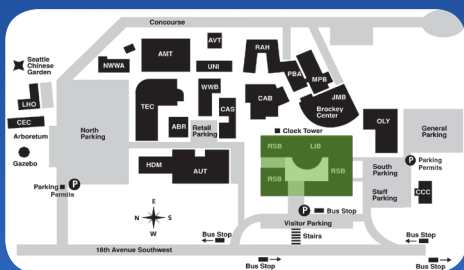 Concourse
Seattle
Chinese
Garden
AVT
AMT
RAH
NWWA
UNI
PBA
MPB
LHO
WWB
TEC
CAB
JMB
CAS
Brockey
Center
CEC
OLY
North
Parking
ABR
Retail
Parking
Clock Tower
General
Parking
Arboretum
RSB
LIB
Gazebo
HDM
AUT
RSB
RSB
South
Parking
P
Parking
Permits
Parking
Permits
P
Staff
Parking
CCC
E
N
S
W
P
Bus Stop
Visitor Parking
Bus Stop
Stairs
Bus Stop
16th Avenue Southwest
Bus Stop
Bus Stop